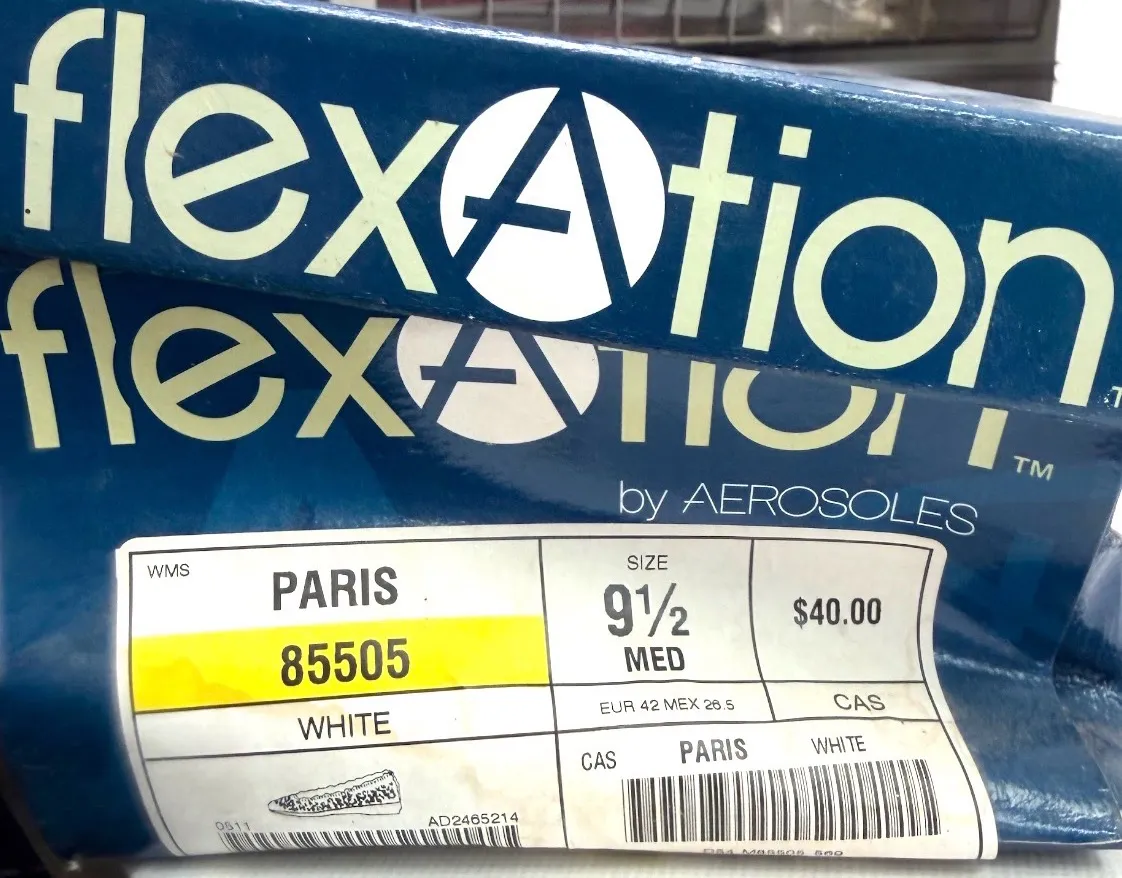 flexAtion
flexAtion™
by AEROSOLES
WMS
PARIS
85505
WHITE
SIZE
9½
MED
$40.00
EUR 42 MEX 26.5
CAS
CAS PARIS WHITE
0511
AD2465214